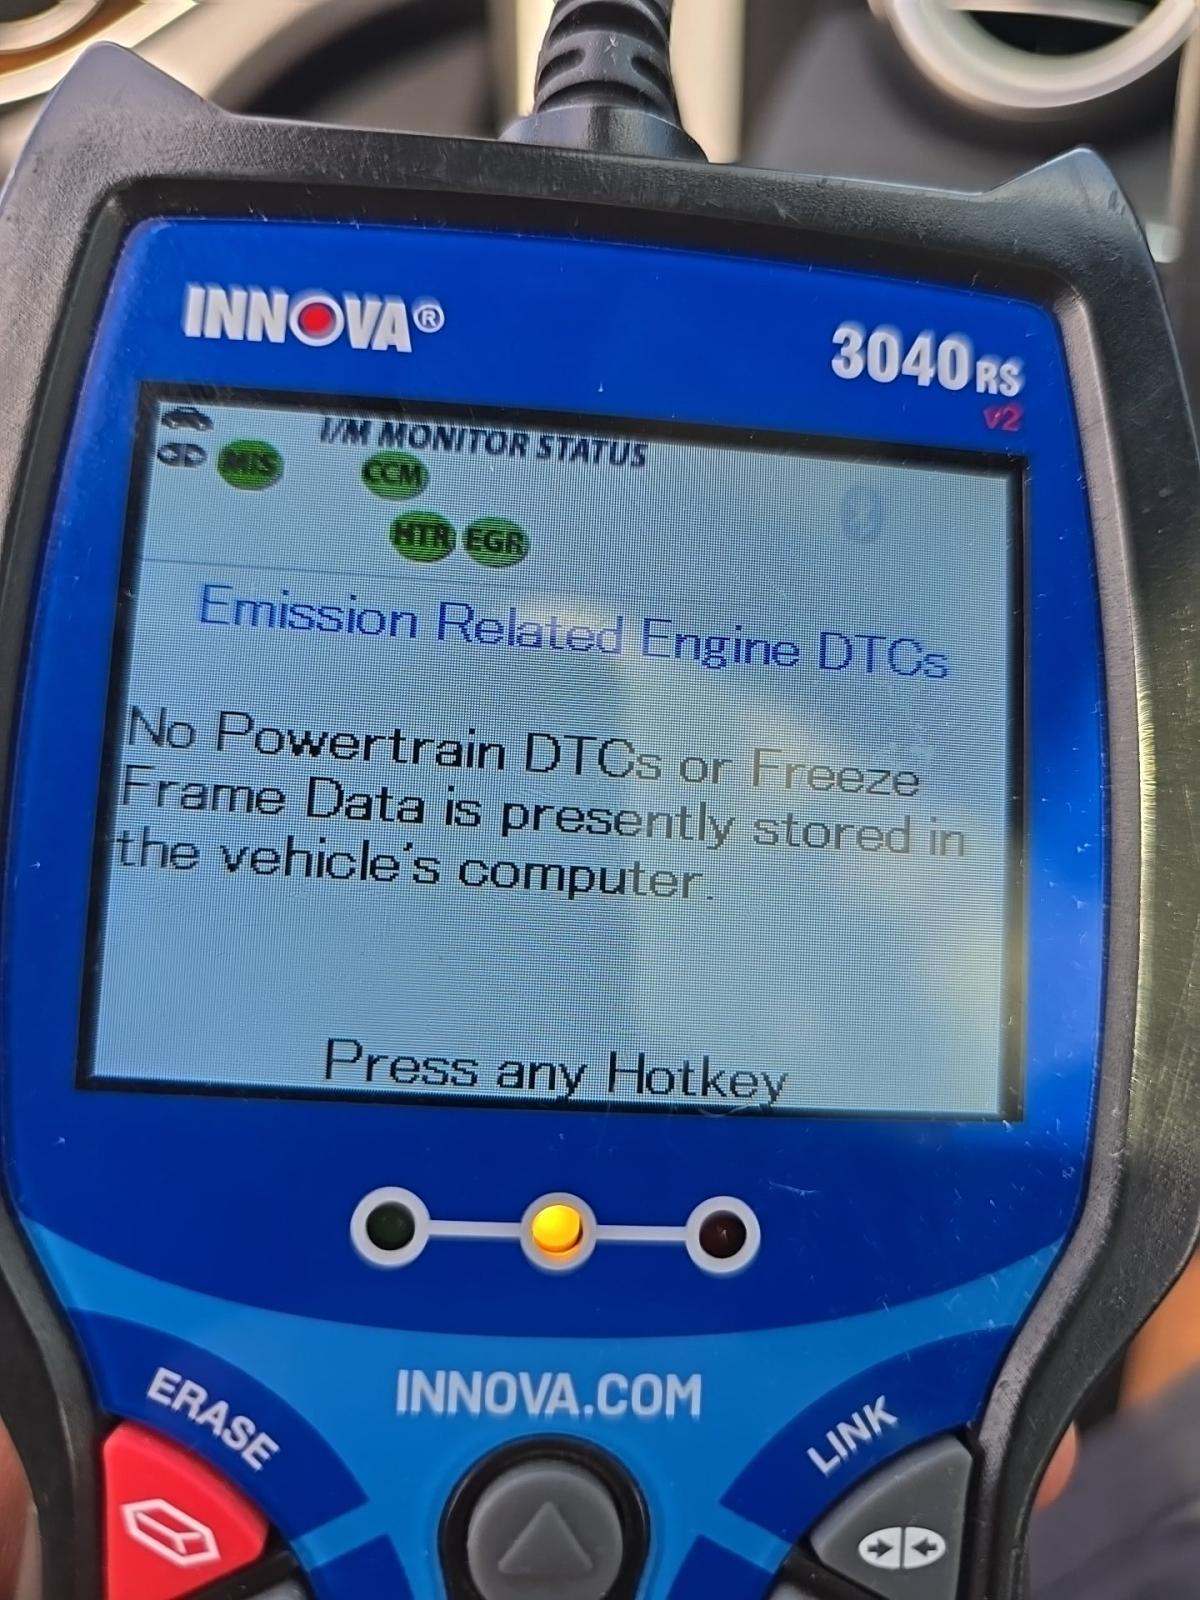 INNOVA®
3040RS
v2
I/M MONITOR STATUS
MIS CCM
HTR EGR
Emission Related Engine DTCs
No Powertrain DTCs or Freeze
Frame Data is presently stored in
the vehicle's computer.
Press any Hotkey
INNOVA.COM
ERASE
LINK